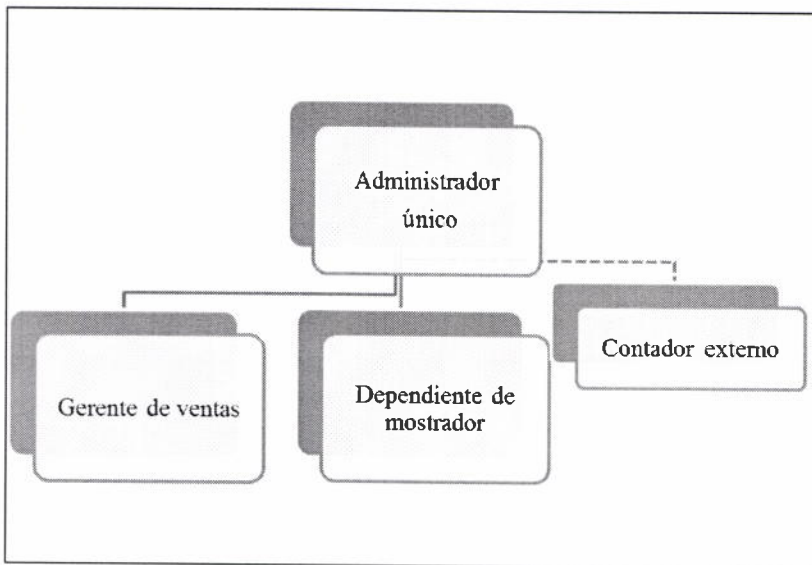 Administrador
único
Gerente de ventas
Dependiente de
mostrador
Contador externo